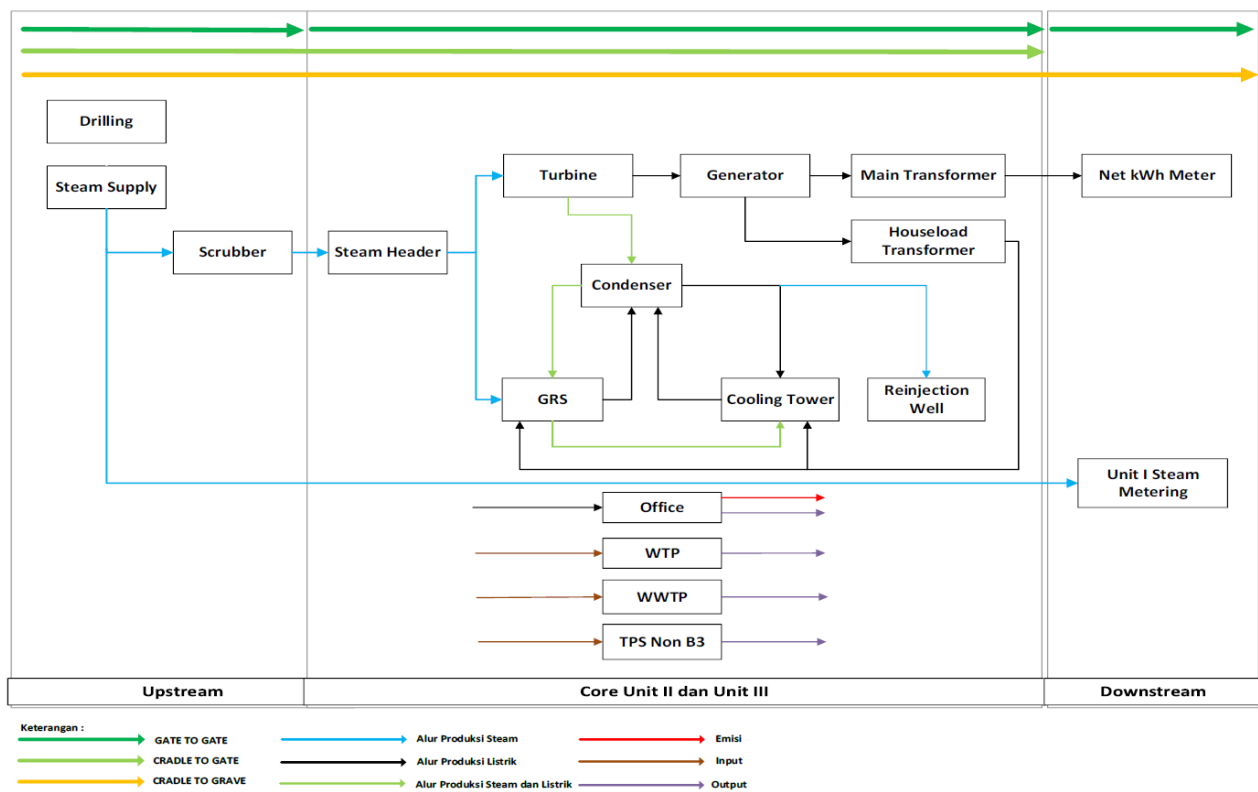 Drilling
Steam Supply
Scrubber
Steam Header
Turbine
Generator
Main Transformer
Net kWh Meter
Houseload
Transformer
Condenser
GRS
Cooling Tower
Reinjection
Well
Unit I Steam
Metering
Office
WTP
WWTP
TPS Non B3
Upstream
Core Unit II dan Unit III
Downstream
Keterangan :
GATE TO GATE
CRADLE TO GATE
CRADLE TO GRAVE
Alur Produksi Steam
Alur Produksi Listrik
Alur Produksi Steam dan Listrik
Emisi
Input
Output